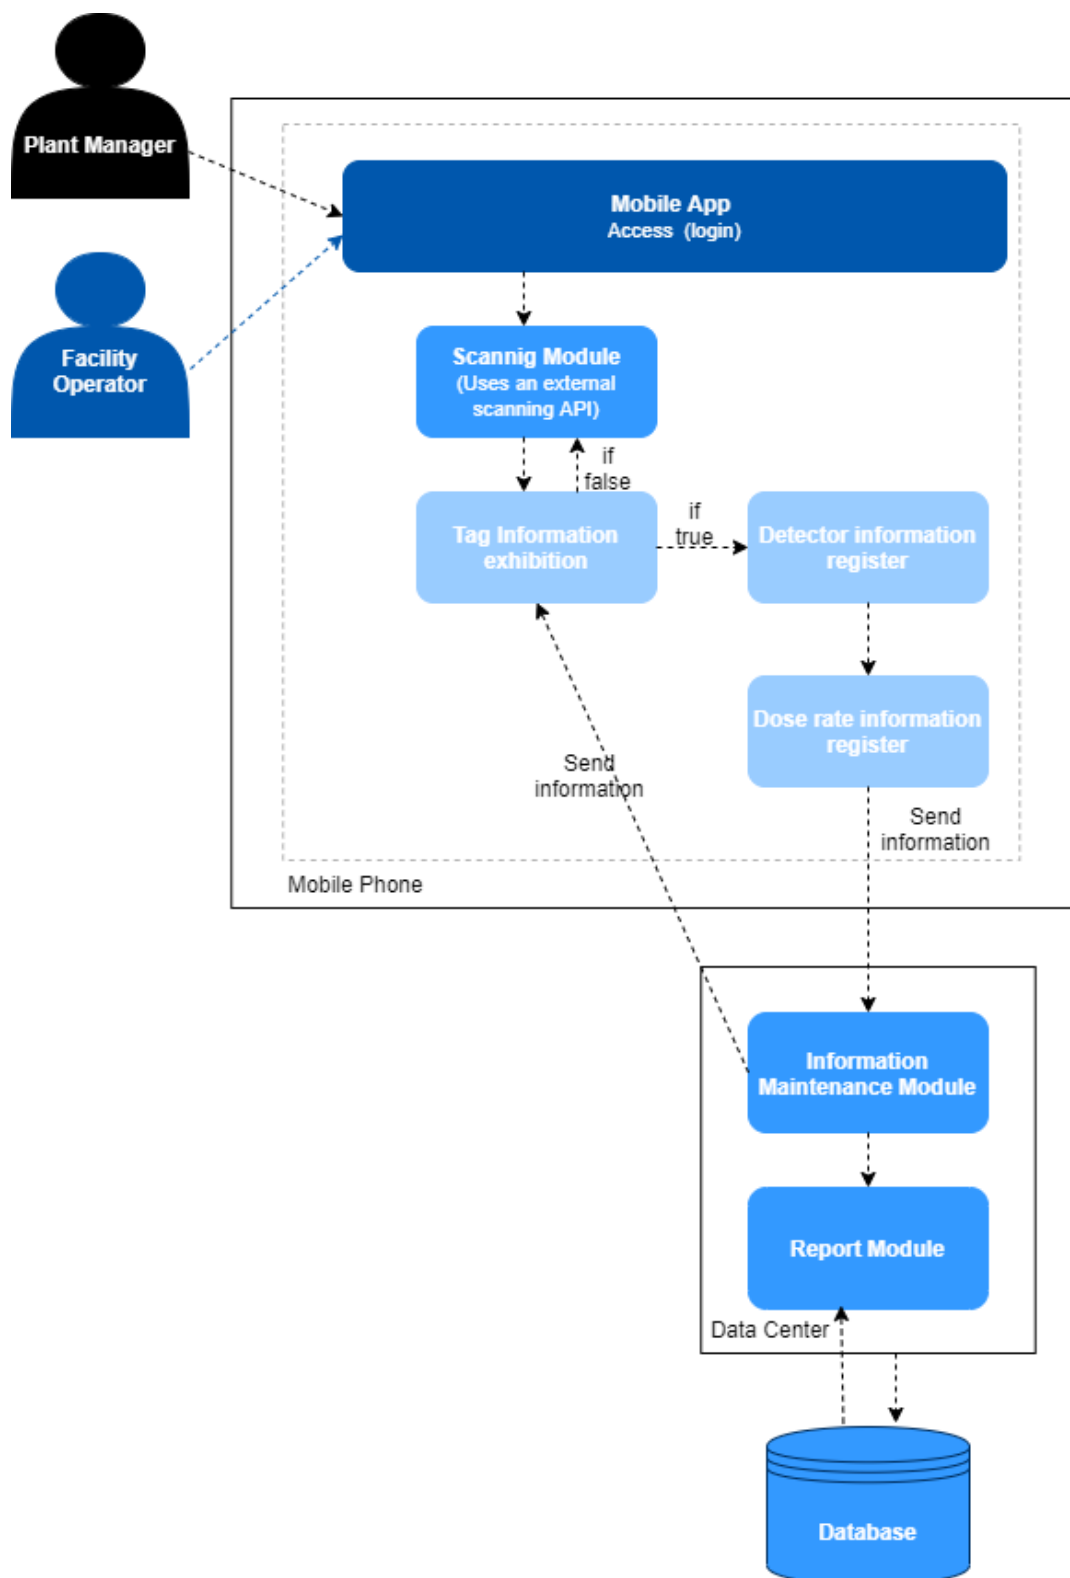 Plant Manager
Mobile App
Access (login)
Facility
Operator
Scannig Module
(Uses an external
scanning API)
if
false
Tag Information
exhibition
if
true
Detector information
register
Dose rate information
register
Send
information
Send
information
Mobile Phone
Information
Maintenance Module
Report Module
Data Center
Database